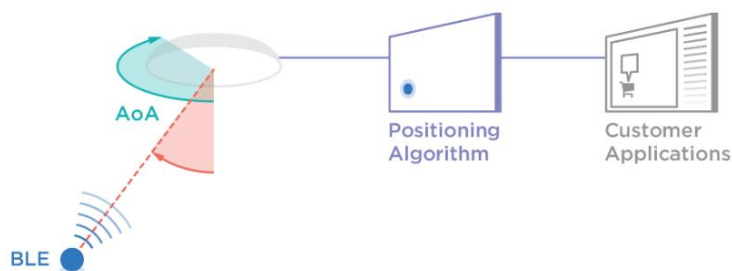 AoA
Positioning
Algorithm
Customer
Applications
BLE